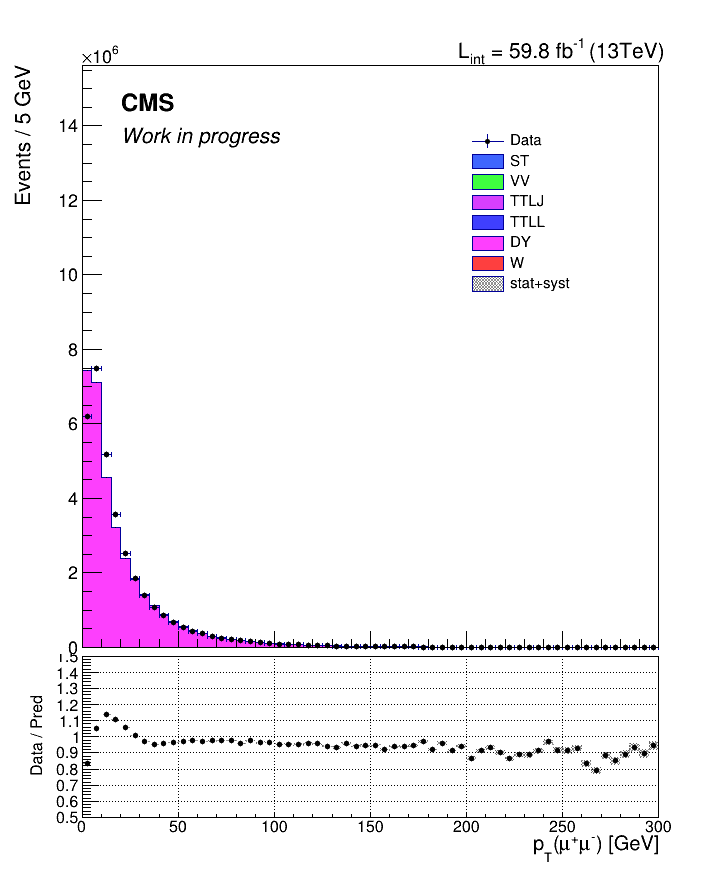 ×10⁶
L_int = 59.8 fb⁻¹ (13TeV)
Events / 5 GeV
CMS
Work in progress
14
12
10
8
6
4
2
0
Data
ST
VV
TTLJ
TTLL
DY
W
stat+syst
Data / Pred
1.5
1.4
1.3
1.2
1.1
1
0.9
0.8
0.7
0.6
0.5
0 50 100 150 200 250 300
p_T(μ⁺μ⁻) [GeV]